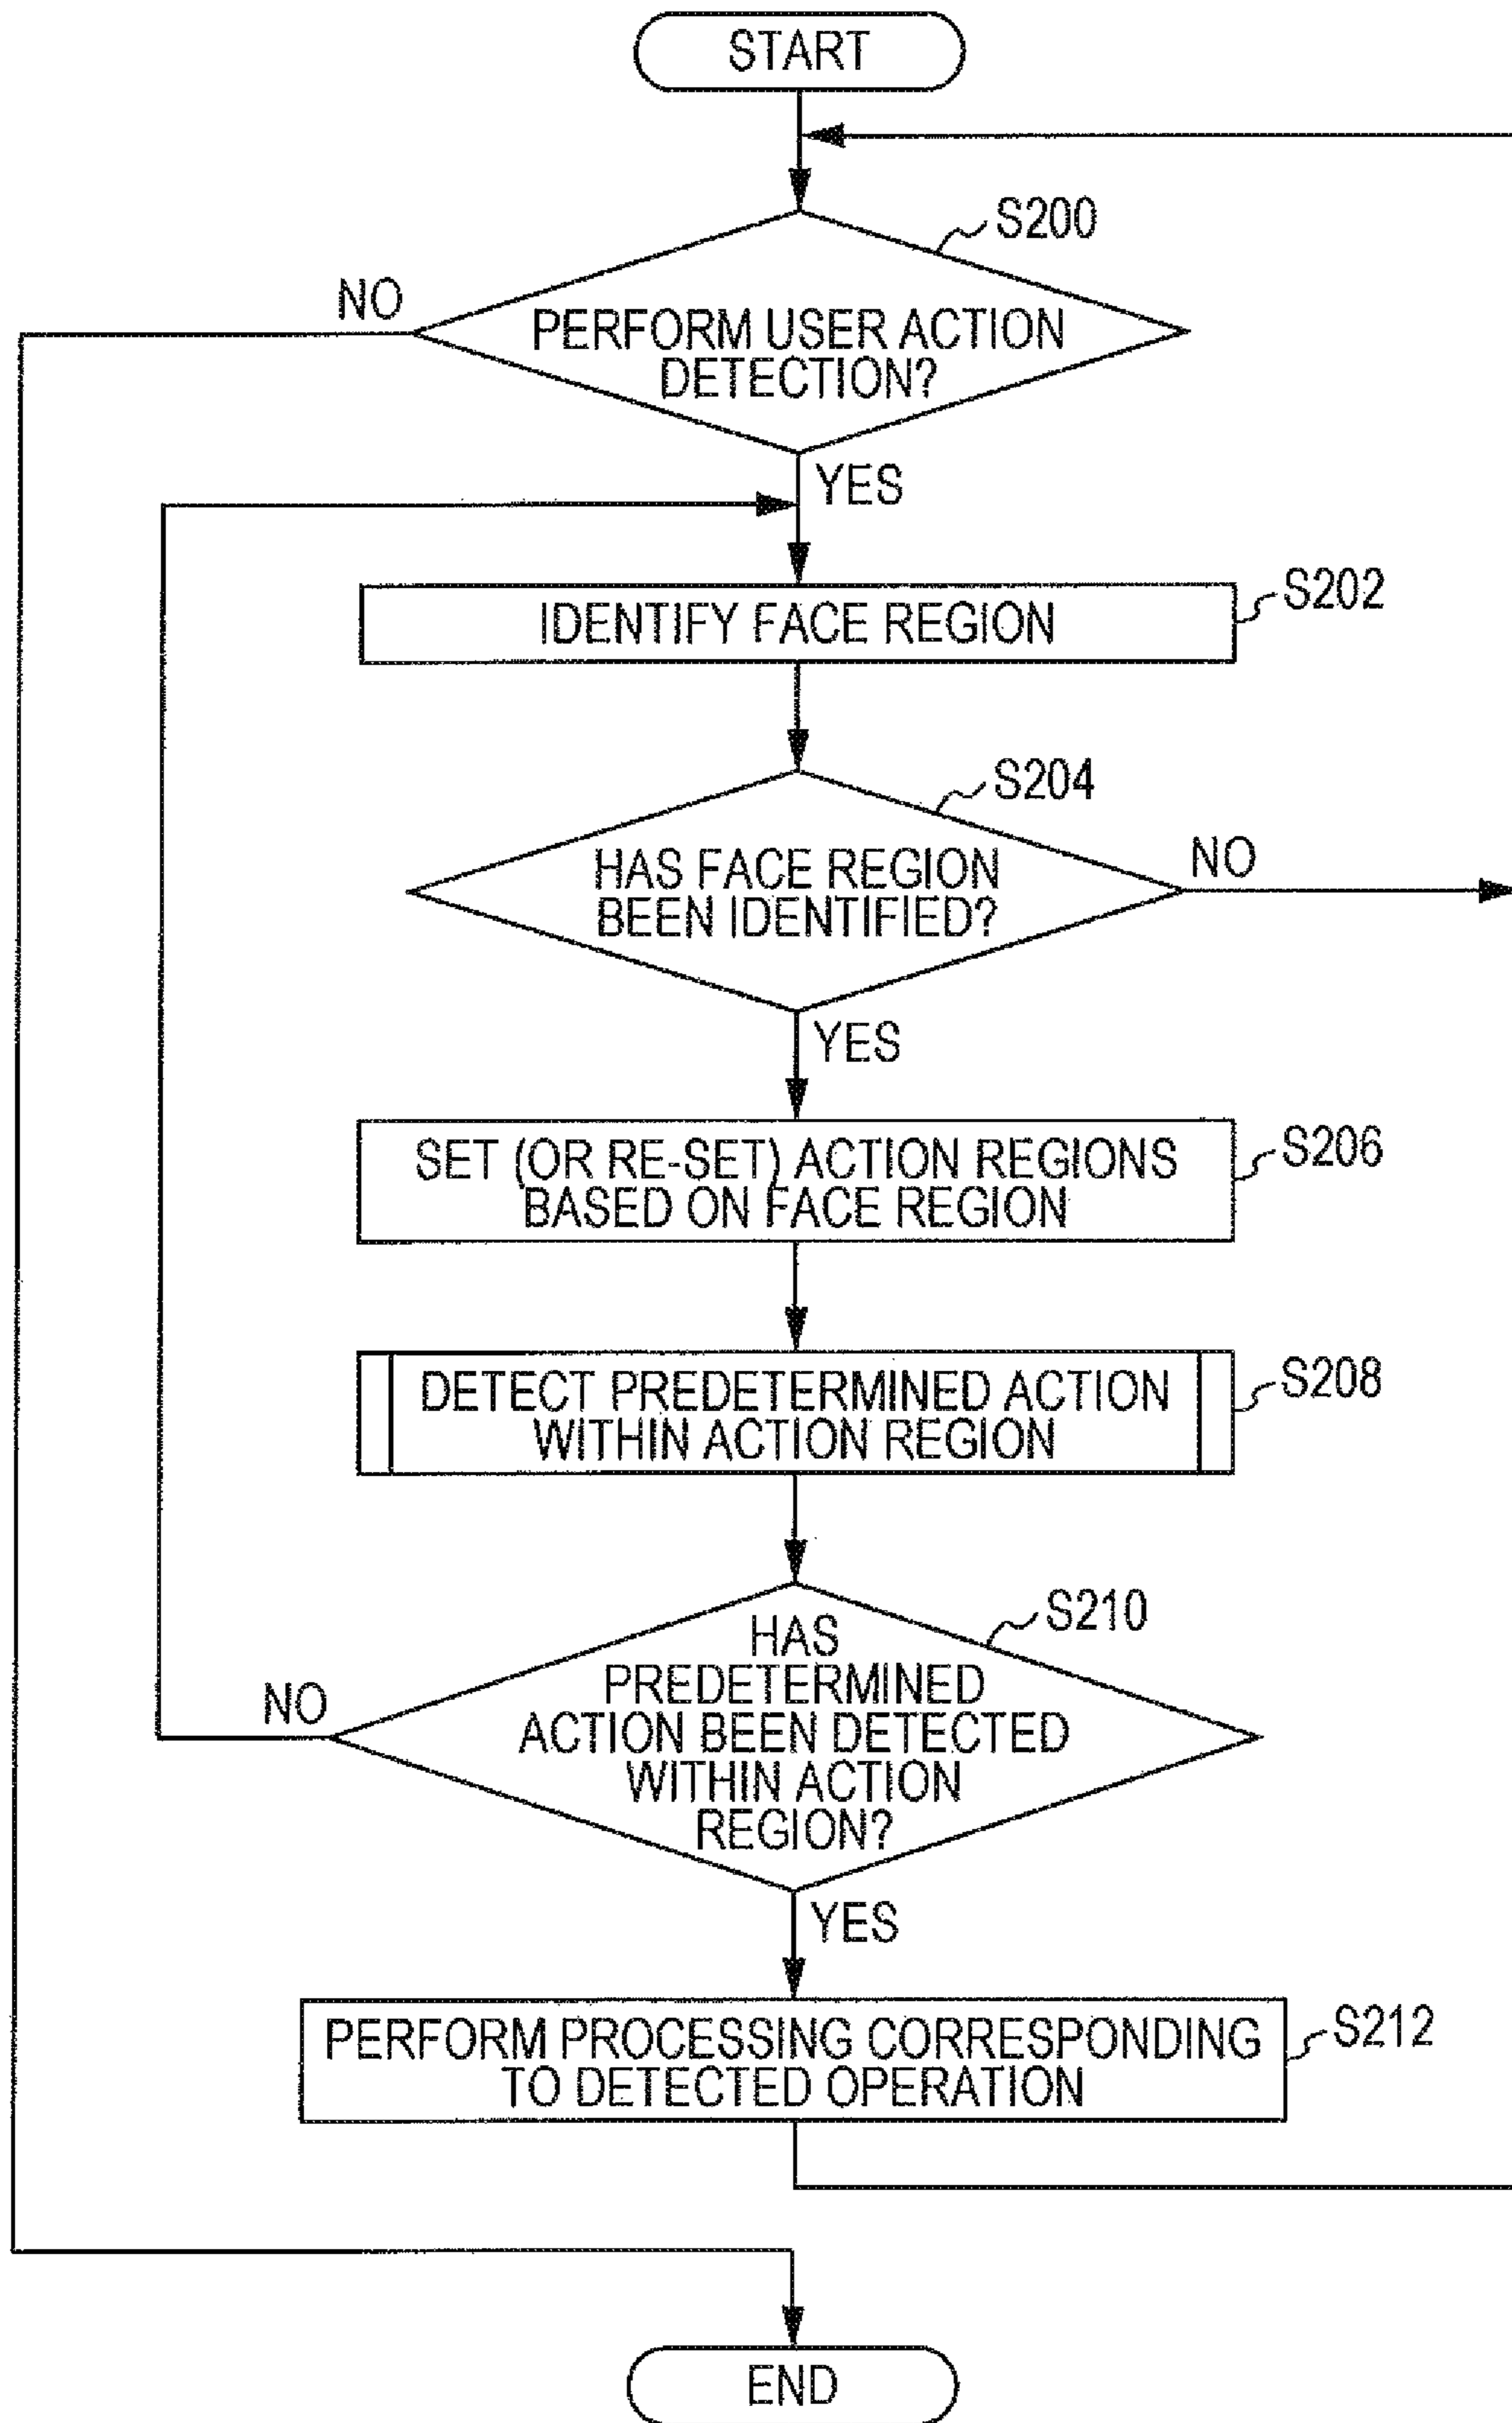 START
S200
NO
PERFORM USER ACTION
DETECTION?
YES
IDENTIFY FACE REGION
S202
S204
HAS FACE REGION
BEEN IDENTIFIED?
NO
YES
SET (OR RE-SET) ACTION REGIONS
BASED ON FACE REGION
S206
DETECT PREDETERMINED ACTION
WITHIN ACTION REGION
S208
S210
HAS
PREDETERMINED
ACTION BEEN DETECTED
WITHIN ACTION
REGION?
NO
YES
PERFORM PROCESSING CORRESPONDING
TO DETECTED OPERATION
S212
END